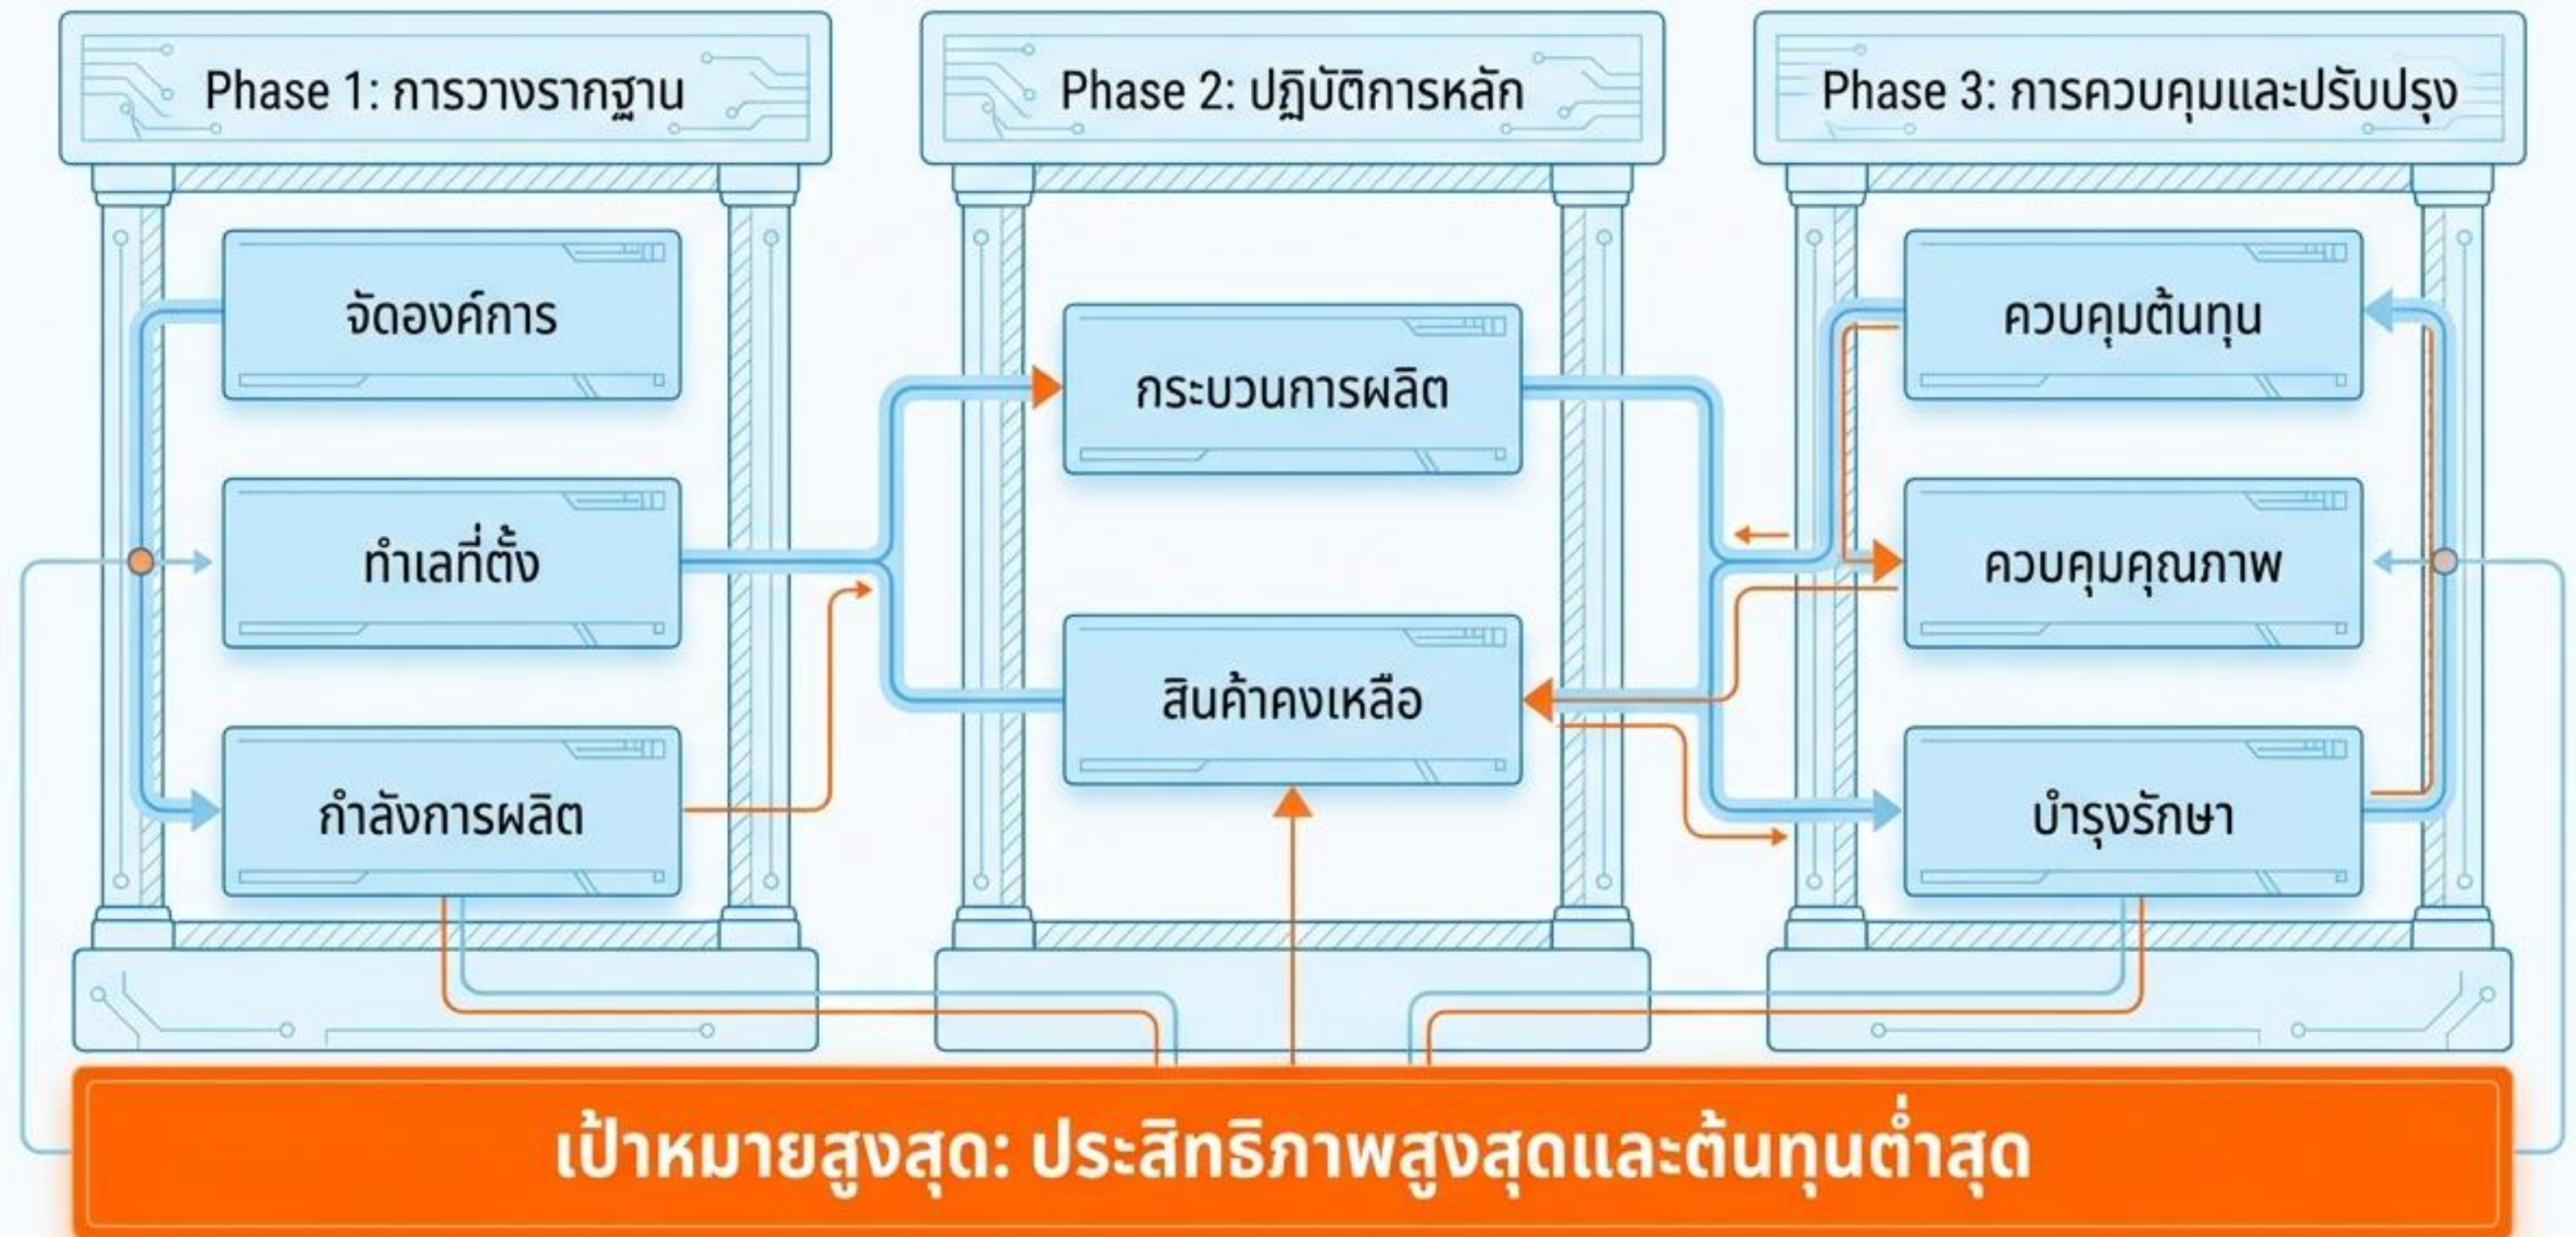 Phase 1: การวางรากฐาน
จัดองค์การ
ทำเลที่ตั้ง
กำลังการผลิต
Phase 2: ปฏิบัติการหลัก
กระบวนการผลิต
สินค้าคงเหลือ
Phase 3: การควบคุมและปรับปรุง
ควบคุมต้นทุน
ควบคุมคุณภาพ
บำรุงรักษา
เป้าหมายสูงสุด: ประสิทธิภาพสูงสุดและต้นทุนต่ำสุด